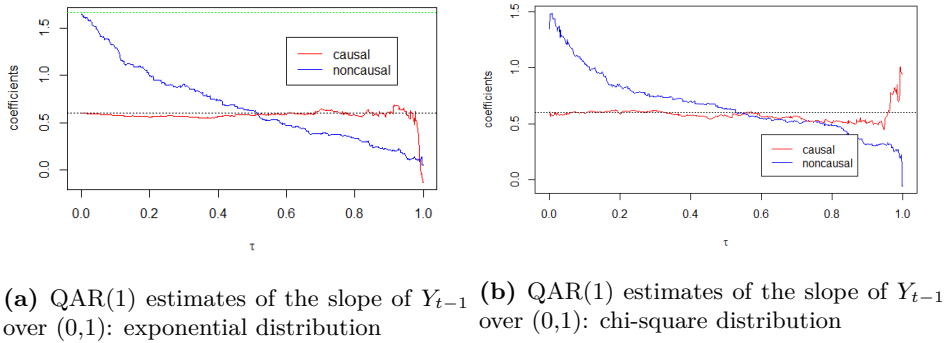 coefficients
1.5
1.0
0.5
0.0
causal
noncausal
0.0 0.2 0.4 0.6 0.8 1.0
τ
coefficients
1.5
1.0
0.5
0.0
causal
noncausal
0.0 0.2 0.4 0.6 0.8 1.0
τ
(a) QAR(1) estimates of the slope of Y_{t−1}
over (0,1): exponential distribution
(b) QAR(1) estimates of the slope of Y_{t−1}
over (0,1): chi-square distribution